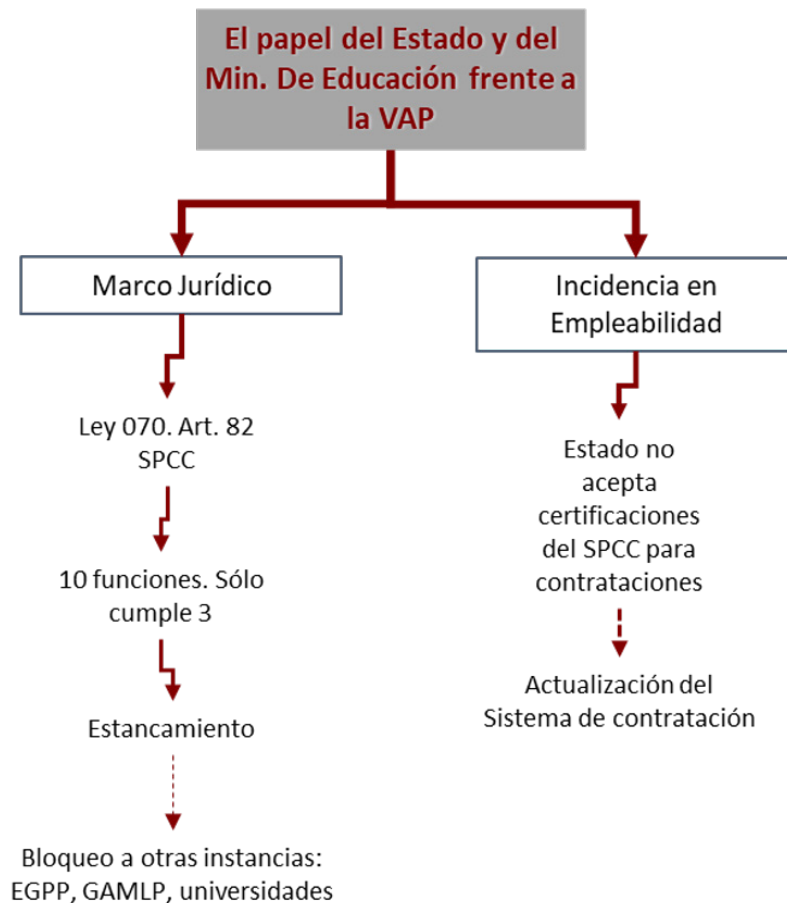 El papel del Estado y del
Min. De Educación frente a
la VAP
Marco Jurídico
Ley 070. Art. 82
SPCC
10 funciones. Sólo
cumple 3
Estancamiento
Bloqueo a otras instancias:
EGPP, GAMLP, universidades
Incidencia en
Empleabilidad
Estado no
acepta
certificaciones
del SPCC para
contrataciones
Actualización del
Sistema de contratación